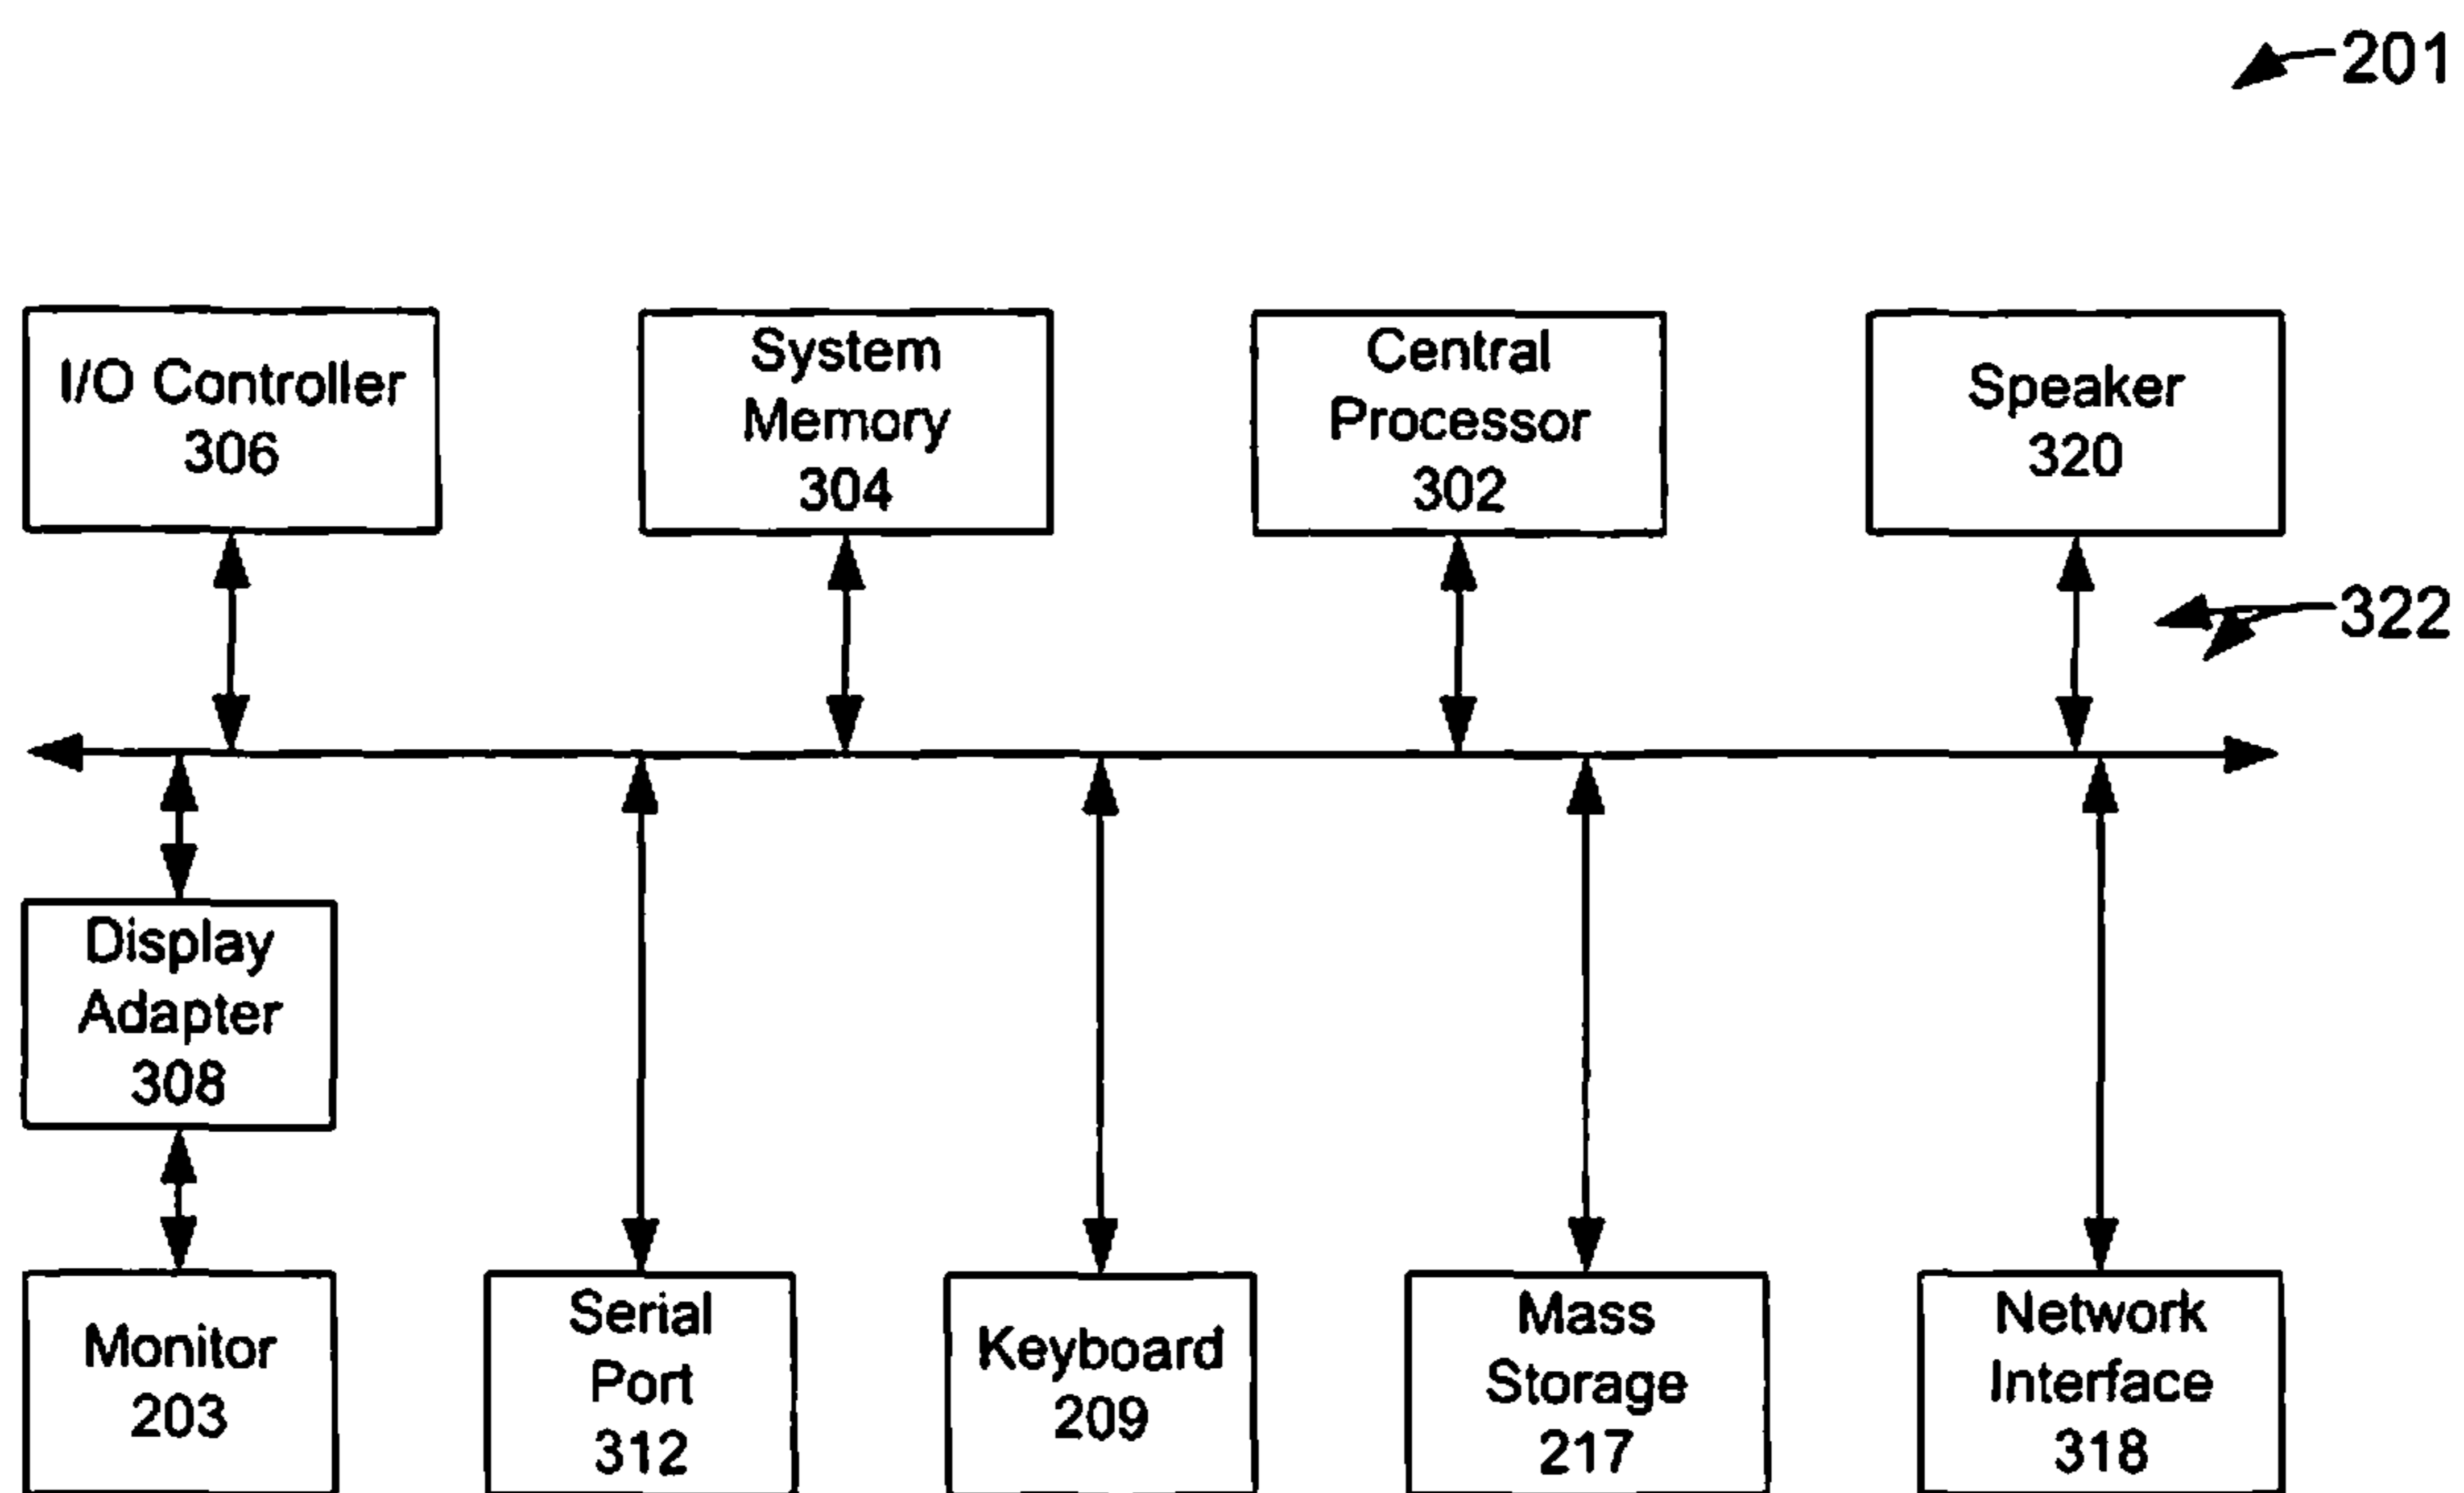 201
I/O Controller
306
System
Memory
304
Central
Processor
302
Speaker
320
322
Display
Adapter
308
Monitor
203
Serial
Port
312
Keyboard
209
Mass
Storage
217
Network
Interface
318